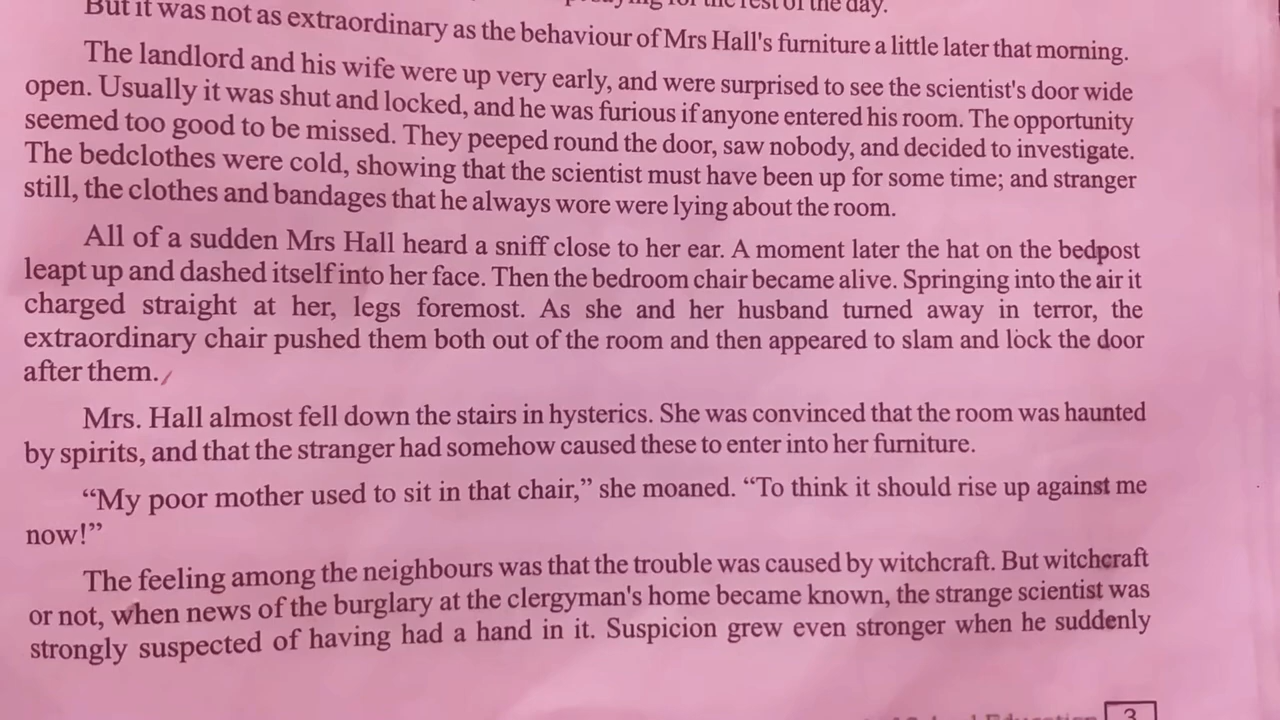 for the rest of the day.
But it was not as extraordinary as the behaviour of Mrs Hall's furniture a little later that morning.
The landlord and his wife were up very early, and were surprised to see the scientist's door wide
open. Usually it was shut and locked, and he was furious if anyone entered his room. The opportunity
seemed too good to be missed. They peeped round the door, saw nobody, and decided to investigate.
The bedclothes were cold, showing that the scientist must have been up for some time; and stranger
still, the clothes and bandages that he always wore were lying about the room.
All of a sudden Mrs Hall heard a sniff close to her ear. A moment later the hat on the bedpost
leapt up and dashed itself into her face. Then the bedroom chair became alive. Springing into the air it
charged straight at her, legs foremost. As she and her husband turned away in terror, the
extraordinary chair pushed them both out of the room and then appeared to slam and lock the door
after them.
Mrs. Hall almost fell down the stairs in hysterics. She was convinced that the room was haunted
by spirits, and that the stranger had somehow caused these to enter into her furniture.
“My poor mother used to sit in that chair,” she moaned. “To think it should rise up against me
now!”
The feeling among the neighbours was that the trouble was caused by witchcraft. But witchcraft
or not, when news of the burglary at the clergyman's home became known, the strange scientist was
strongly suspected of having had a hand in it. Suspicion grew even stronger when he suddenly
Education 3